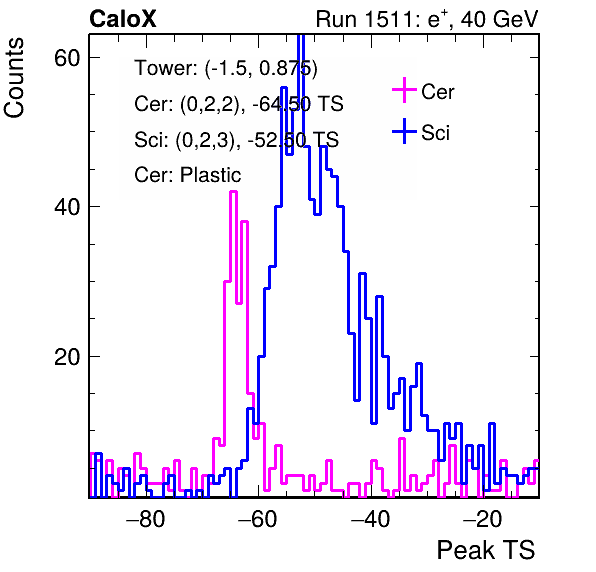 CaloX
Run 1511: e⁺, 40 GeV
Counts
60
40
20
Tower: (-1.5, 0.875)
Cer: (0,2,2), -64.50 TS
Sci: (0,2,3), -52.50 TS
Cer: Plastic
Cer
Sci
−80
−60
−40
−20
Peak TS